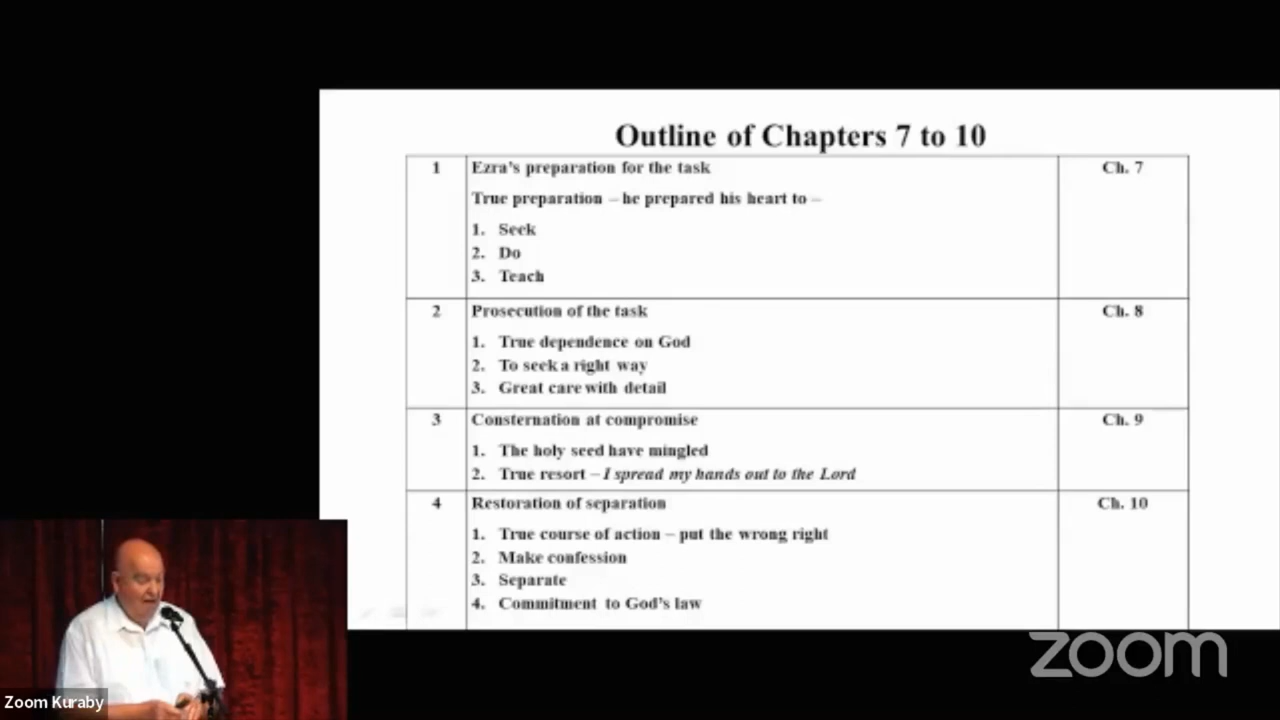 Outline of Chapters 7 to 10
1 Ezra's preparation for the task Ch. 7
True preparation – he prepared his heart to –
1. Seek
2. Do
3. Teach
2 Prosecution of the task Ch. 8
1. True dependence on God
2. To seek a right way
3. Great care with detail
3 Consternation at compromise Ch. 9
1. The holy seed have mingled
2. True resort – I spread my hands out to the Lord
4 Restoration of separation Ch. 10
1. True course of action – put the wrong right
2. Make confession
3. Separate
4. Commitment to God's law
zoom
Zoom Kuraby